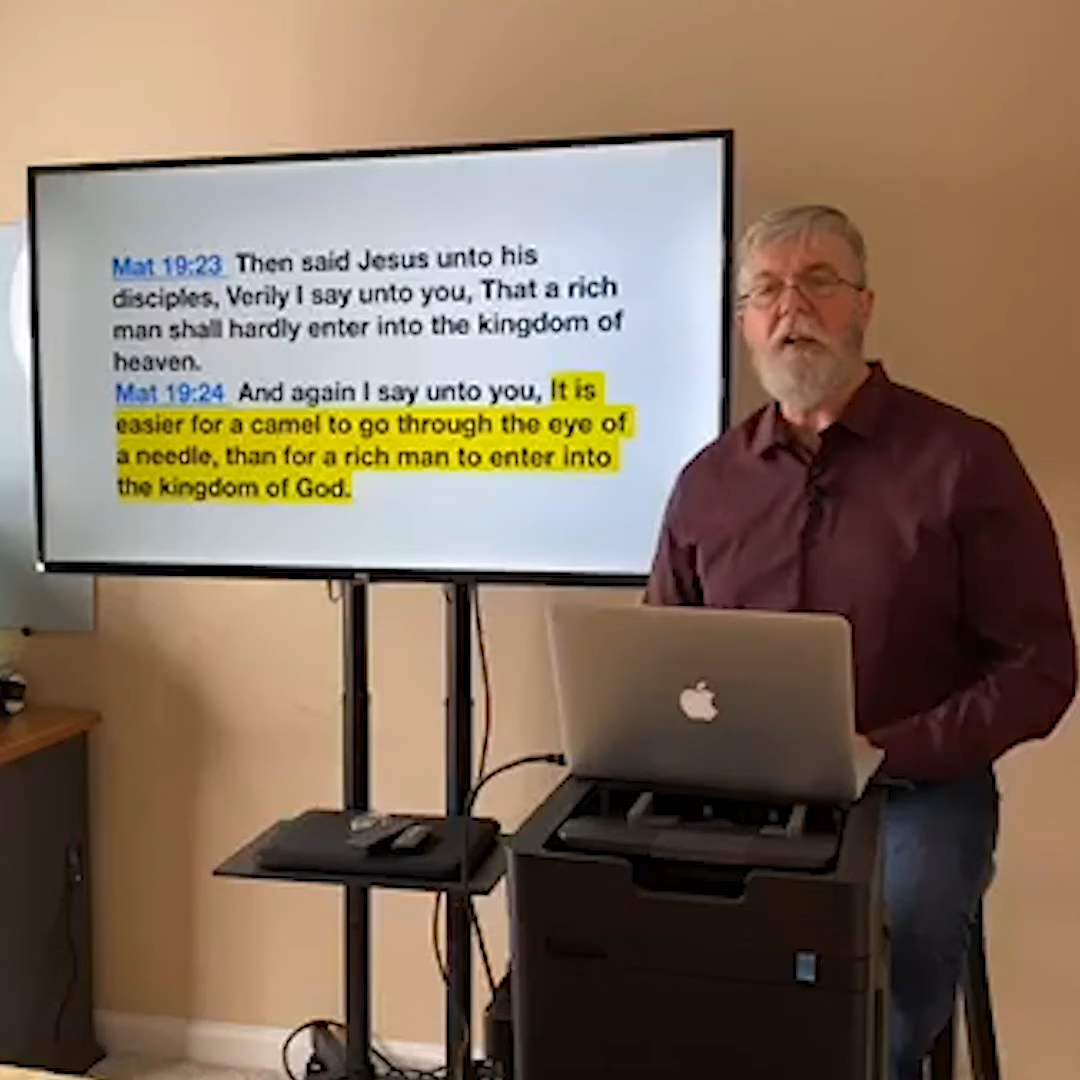 Mat 19:23 Then said Jesus unto his
disciples, Verily I say unto you, That a rich
man shall hardly enter into the kingdom of
heaven.
Mat 19:24 And again I say unto you, It is
easier for a camel to go through the eye of
a needle, than for a rich man to enter into
the kingdom of God.